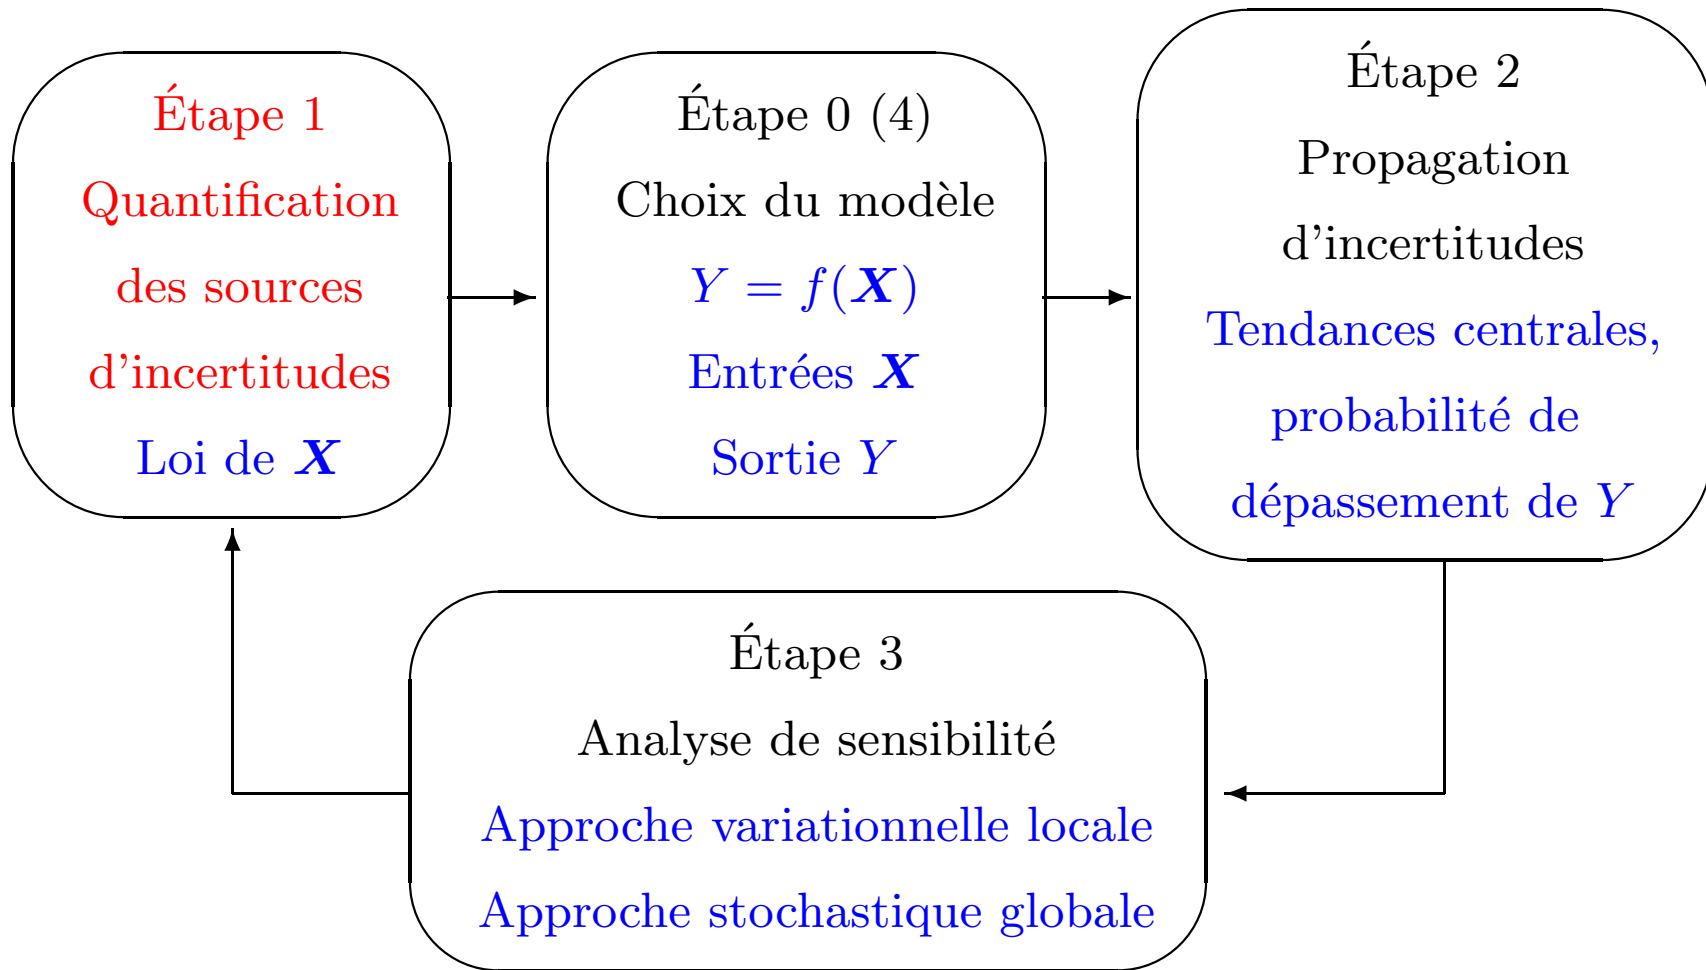 Étape 1
Quantification
des sources
d'incertitudes
Loi de X
Étape 0 (4)
Choix du modèle
Y = f(X)
Entrées X
Sortie Y
Étape 2
Propagation
d'incertitudes
Tendances centrales,
probabilité de
dépassement de Y
Étape 3
Analyse de sensibilité
Approche variationnelle locale
Approche stochastique globale